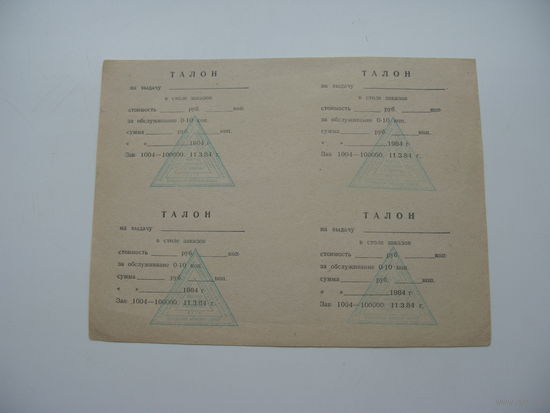 ТАЛОН
на выдачу
в столе заказов
стоимость руб. коп
за обслуживание 0-10 коп.
сумма руб. коп.
« » 1984 г.
Зак 1004—100000. 11.3.84 г.
ТАЛОН
на выдачу
в столе заказов
стоимость руб. коп.
за обслуживание 0-10 коп.
сумма руб. коп.
« » 1984 г
Зак. 1004—100000. 11.3.84 г.
ТАЛОН
на выдачу
в столе заказов
стоимость руб. коп
за обслуживание 0-10 коп
сумма руб. коп.
« » 1984 г
Зак 1004—100000. 11.3.84 г.
ТАЛОН
на выдачу
в столе заказов
стоимость руб. коп
за обслуживание 0-10 коп.
сумма руб. коп.
« » 1984 г
Зак. 1004—100000. 11.3.84 г.